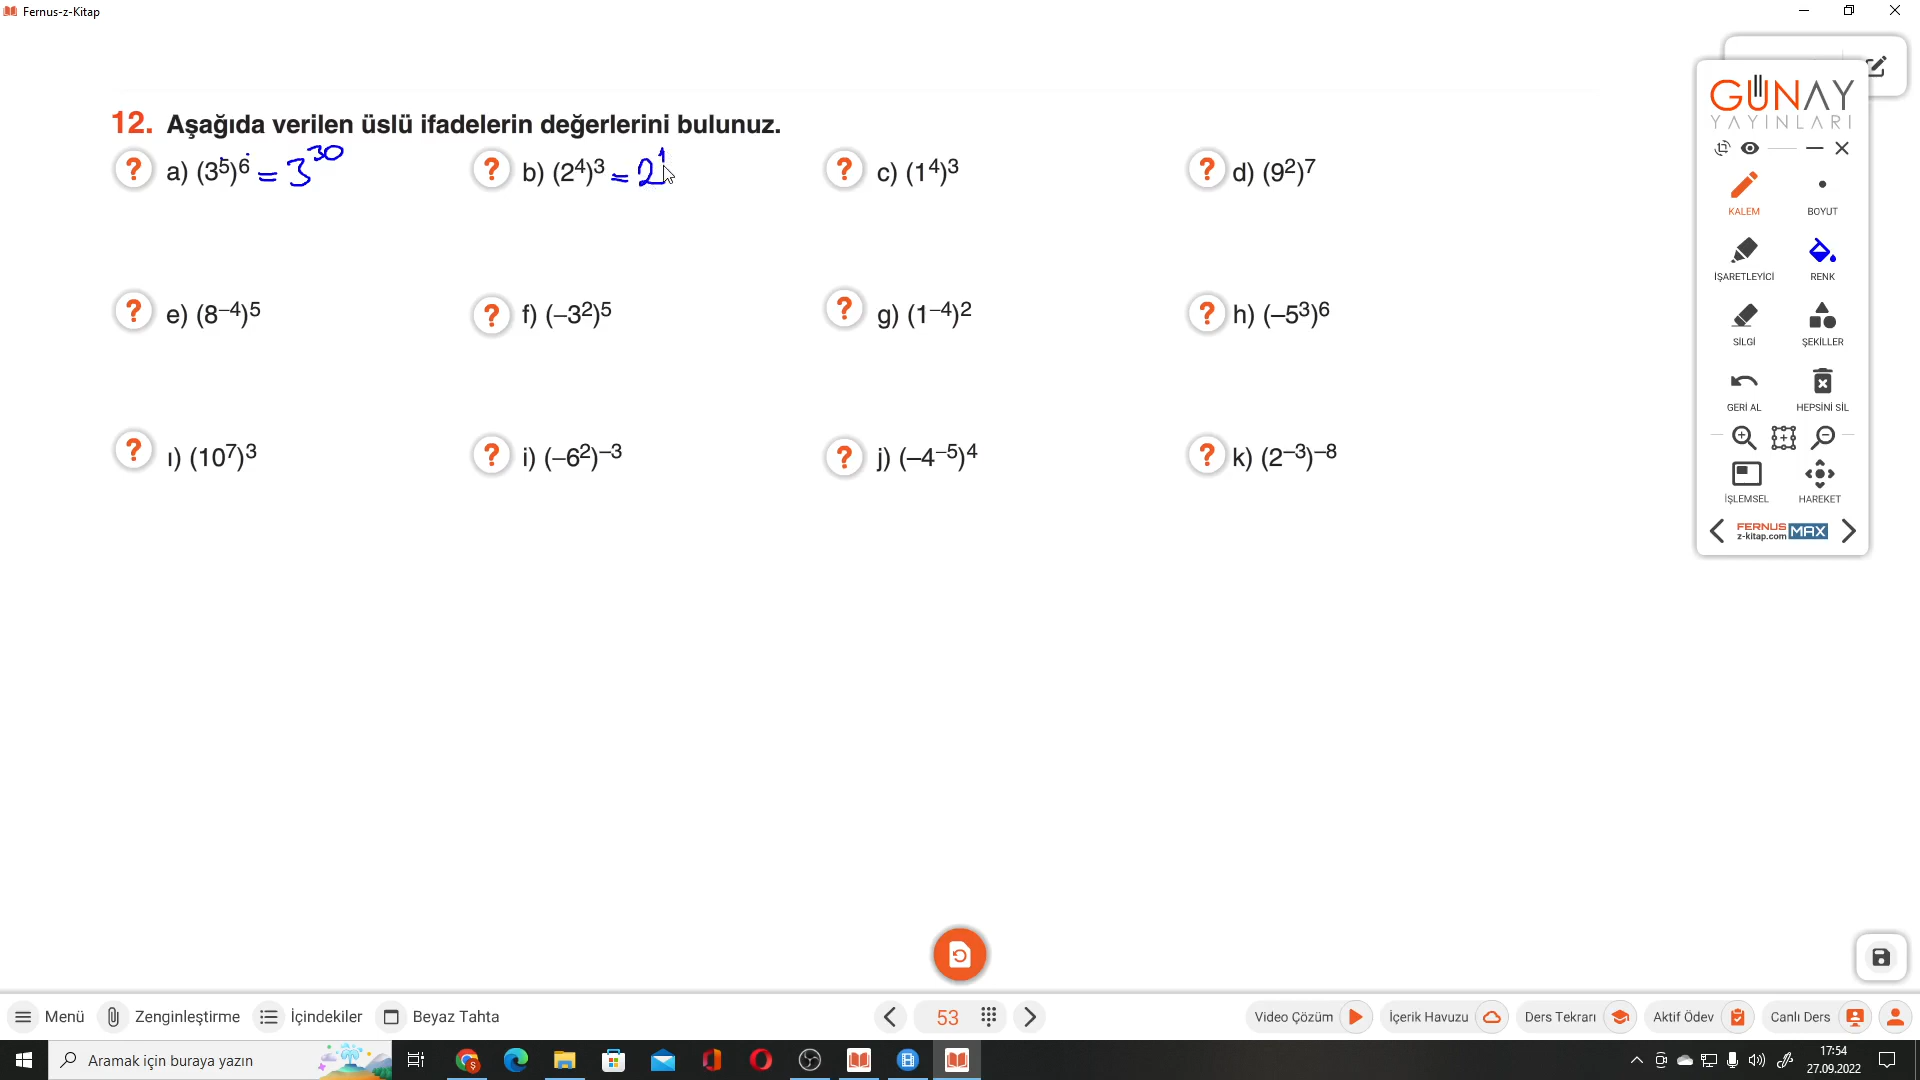 Fernus-z-Kitap
12. Aşağıda verilen üslü ifadelerin değerlerini bulunuz.
? a) (3⁵)⁶ = 3³⁰ ? b) (2⁴)³ = 2¹ ? c) (1⁴)³ ? d) (9²)⁷
? e) (8⁻⁴)⁵ ? f) (–3²)⁵ ? g) (1⁻⁴)² ? h) (–5³)⁶
? ı) (10⁷)³ ? i) (–6²)⁻³ ? j) (–4⁻⁵)⁴ ? k) (2⁻³)⁻⁸
GÜNAY
YAYINLARI
KALEM BOYUT
İŞARETLEYİCİ RENK
SİLGİ ŞEKİLLER
GERİ AL HEPSİNİ SİL
İŞLEMSEL HAREKET
FERNUS MAX
z-kitap.com
Menü Zenginleştirme İçindekiler Beyaz Tahta 53 Video Çözüm İçerik Havuzu Ders Tekrarı Aktif Ödev Canlı Ders
Aramak için buraya yazın 17:54
27.09.2022